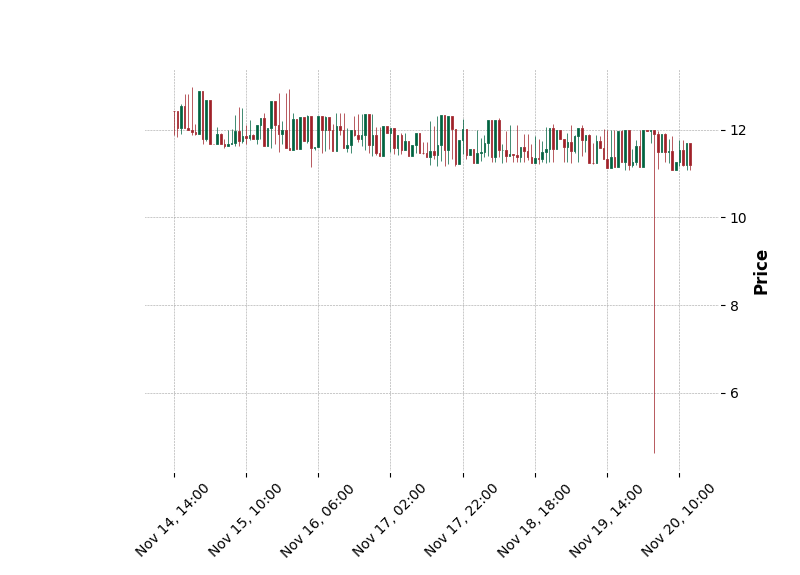 12
10
8
6
Price
Nov 14, 14:00
Nov 15, 10:00
Nov 16, 06:00
Nov 17, 02:00
Nov 17, 22:00
Nov 18, 18:00
Nov 19, 14:00
Nov 20, 10:00